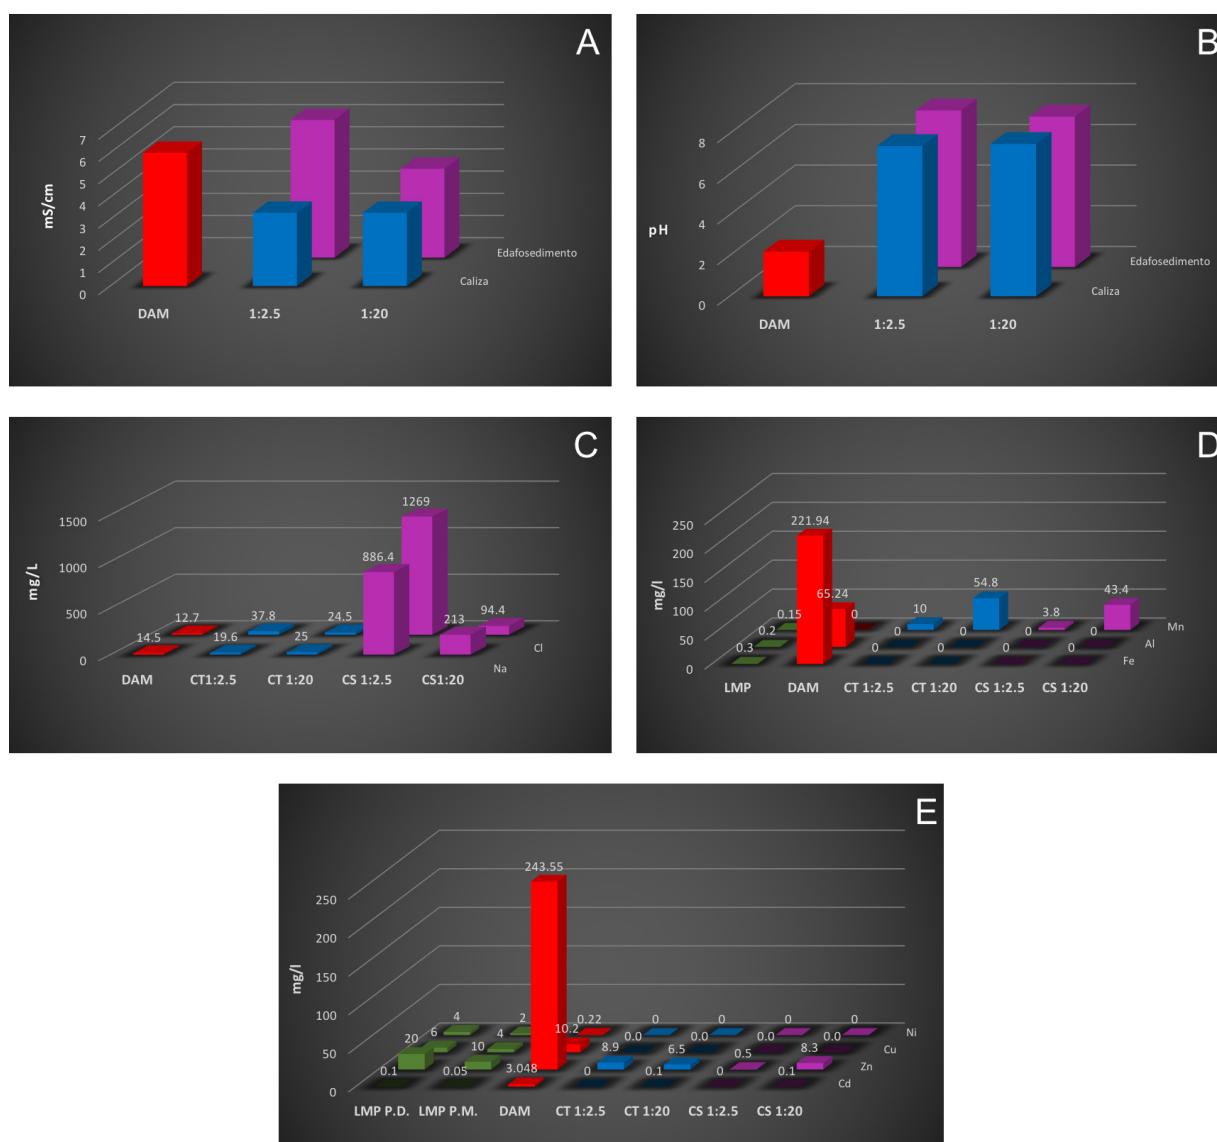 A
7
6
5
4
3
2
1
0
mS/cm
Edafosedimento
Caliza
DAM 1:2.5 1:20
B
8
6
4
2
0
pH
Edafosedimento
Caliza
DAM 1:2.5 1:20
C
1500
1000
500
0
mg/L
1269
886.4
12.7 37.8 24.5 213 94.4
14.5 19.6 25
Cl
Na
DAM CT1:2.5 CT 1:20 CS 1:2.5 CS1:20
D
250
200
150
100
50
0
mg/l
221.94
65.24
0.15 0 10 54.8 3.8 43.4
0.2 0 0 0 0
0.3 0 0 0 0
Mn
Al
Fe
LMP DAM CT 1:2.5 CT 1:20 CS 1:2.5 CS 1:20
E
250
200
150
100
50
0
mg/l
243.55
4 2 0.22 0 0 0 0
6 4 10.2 0.0 0.0 0.0 0.0
20 10 8.9 6.5 0.5 8.3
0.1 0.05 3.048 0 0.1 0 0.1
Ni
Cu
Zn
Cd
LMP P.D. LMP P.M. DAM CT 1:2.5 CT 1:20 CS 1:2.5 CS 1:20